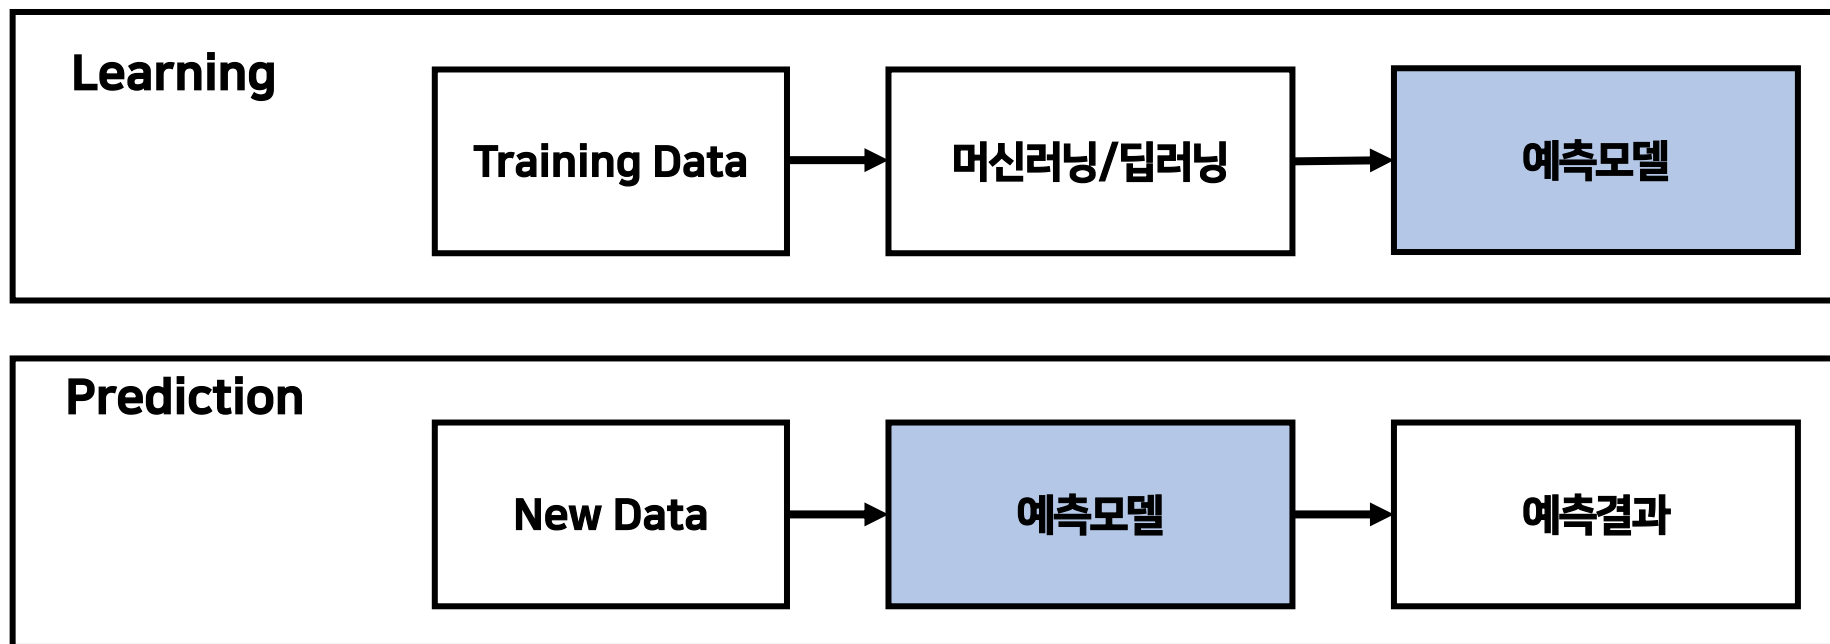 Learning
Training Data
머신러닝/딥러닝
예측모델
Prediction
New Data
예측모델
예측결과